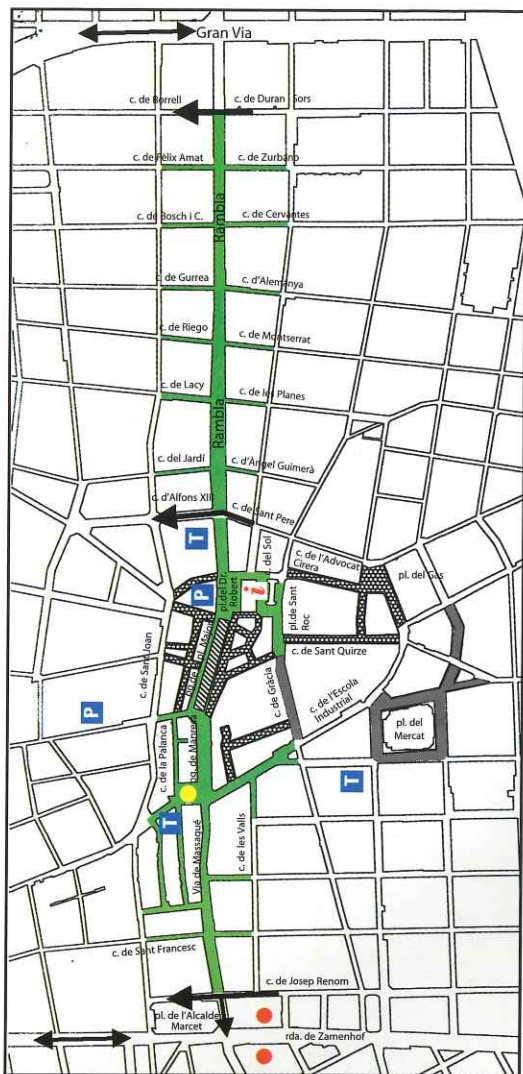 Gran Via
c. de Borrell
c. de Duran i Sors
c. de Fèlix Amat
c. de Zurbano
Rambla
c. de Bosch i C.
c. de Cervantes
c. de Gurrea
c. d'Alemanya
c. de Riego
c. de Montserrat
c. de Lacy
c. de les Planes
Rambla
c. del Jardí
c. d'Àngel Guimerà
c. d'Alfons XIII
c. de Sant Pere
T
c. del Sol
c. de l'Advocat
Cirera
pl. del Gas
pl. del Dr.
Robert
P
i
pl. de Sant
Roc
c. de Sant Joan
c. de Sant Quirze
c. de Gràcia
c. de l'Escola
Industrial
P
pl. del
Mercat
c. de la Palanca
pg. de Manresa
T
T
Via de Massagué
c. de les Valls
c. de Sant Francesc
c. de Josep Renom
pl. de l'Alcalde
Marcet
rda. de Zamenhof